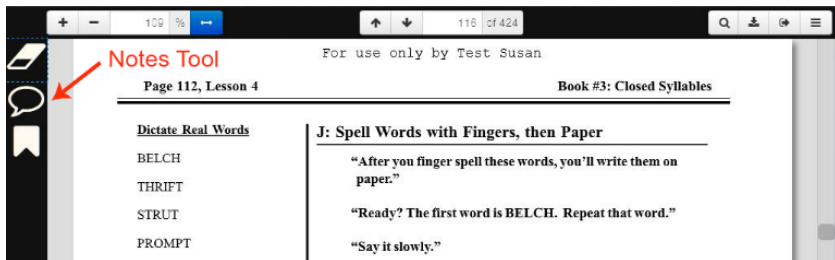 109 %
116 of 424
Notes Tool
For use only by Test Susan
Page 112, Lesson 4
Book #3: Closed Syllables
Dictate Real Words
BELCH
THRIFT
STRUT
PROMPT
J: Spell Words with Fingers, then Paper
“After you finger spell these words, you’ll write them on
paper.”
“Ready? The first word is BELCH. Repeat that word.”
“Say it slowly.”